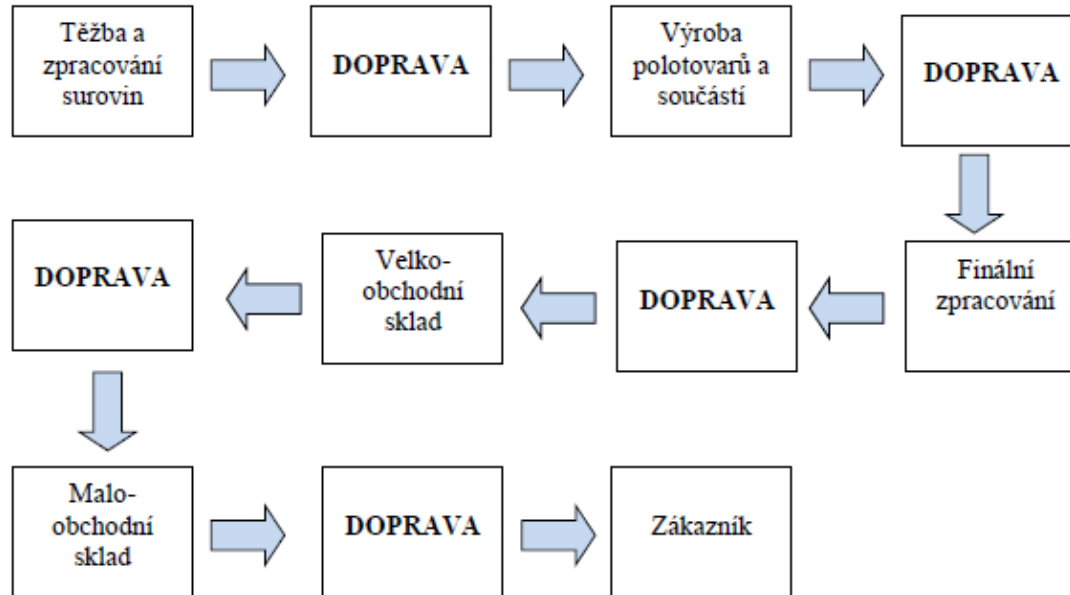 Těžba a
zpracování
surovin
DOPRAVA
Výroba
polotovarů a
součástí
DOPRAVA
DOPRAVA
Velko-
obchodní
sklad
DOPRAVA
Finální
zpracování
Malo-
obchodní
sklad
DOPRAVA
Zákazník